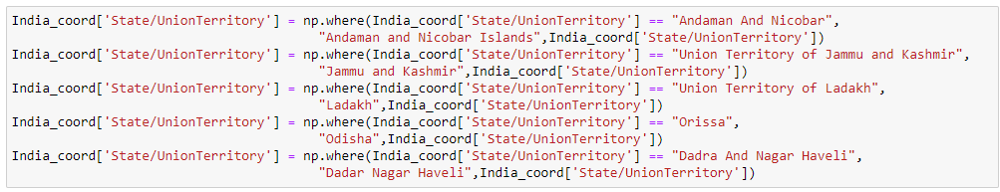 India_coord['State/UnionTerritory'] = np.where(India_coord['State/UnionTerritory'] == "Andaman And Nicobar",
"Andaman and Nicobar Islands",India_coord['State/UnionTerritory'])
India_coord['State/UnionTerritory'] = np.where(India_coord['State/UnionTerritory'] == "Union Territory of Jammu and Kashmir",
"Jammu and Kashmir",India_coord['State/UnionTerritory'])
India_coord['State/UnionTerritory'] = np.where(India_coord['State/UnionTerritory'] == "Union Territory of Ladakh",
"Ladakh",India_coord['State/UnionTerritory'])
India_coord['State/UnionTerritory'] = np.where(India_coord['State/UnionTerritory'] == "Orissa",
"Odisha",India_coord['State/UnionTerritory'])
India_coord['State/UnionTerritory'] = np.where(India_coord['State/UnionTerritory'] == "Dadra And Nagar Haveli",
"Dadar Nagar Haveli",India_coord['State/UnionTerritory'])